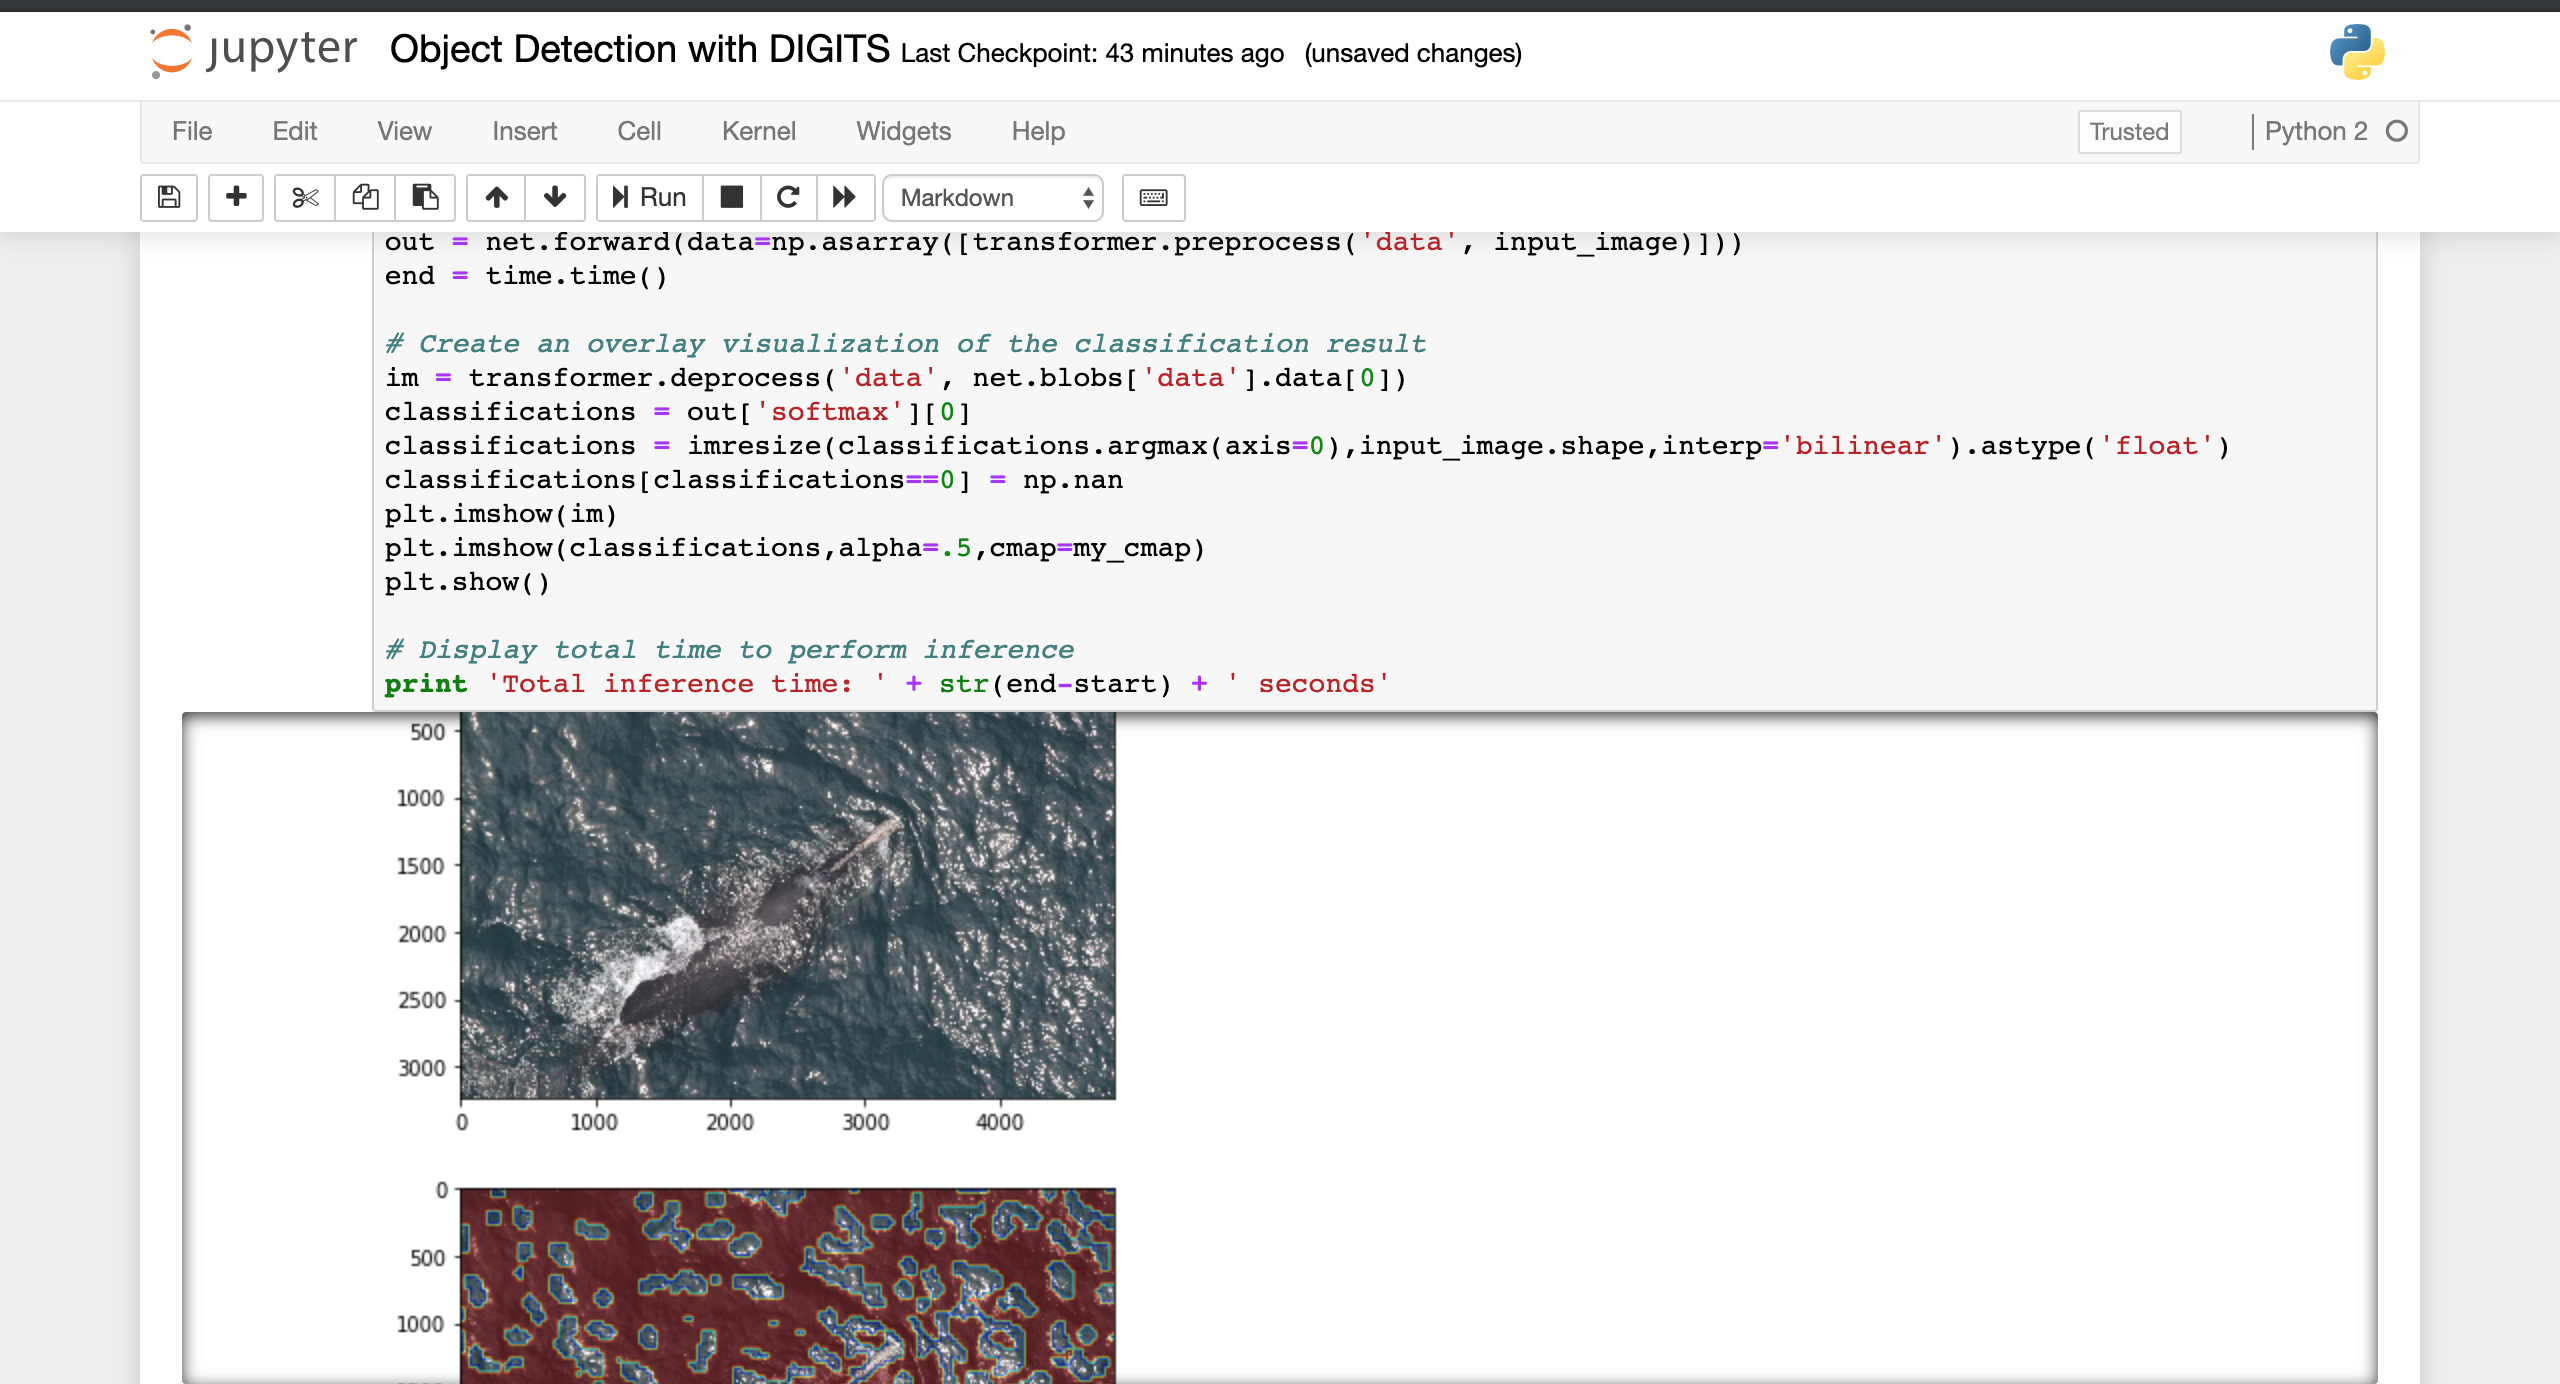 jupyter Object Detection with DIGITS Last Checkpoint: 43 minutes ago (unsaved changes)
File Edit View Insert Cell Kernel Widgets Help Trusted Python 2
Run Markdown
out = net.forward(data=np.asarray([transformer.preprocess('data', input_image)]))
end = time.time()
# Create an overlay visualization of the classification result
im = transformer.deprocess('data', net.blobs['data'].data[0])
classifications = out['softmax'][0]
classifications = imresize(classifications.argmax(axis=0),input_image.shape,interp='bilinear').astype('float')
classifications[classifications==0] = np.nan
plt.imshow(im)
plt.imshow(classifications,alpha=.5,cmap=my_cmap)
plt.show()
# Display total time to perform inference
print 'Total inference time: ' + str(end-start) + ' seconds'
500
1000
1500
2000
2500
3000
0 1000 2000 3000 4000
0
500
1000